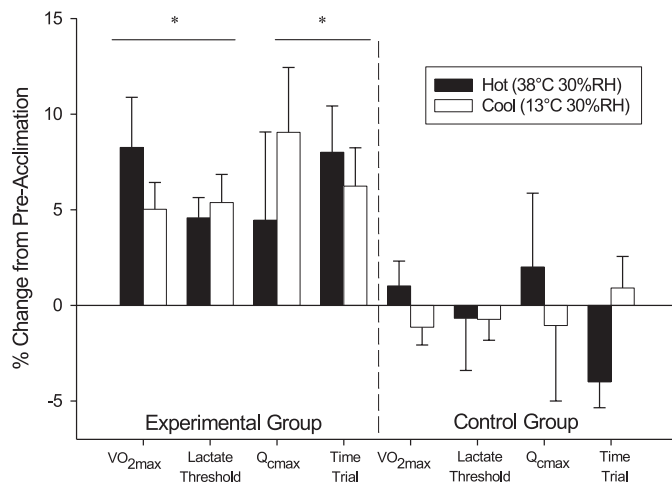 15
10
5
0
-5
% Change from Pre-Acclimation
*
*
Hot (38°C 30%RH)
Cool (13°C 30%RH)
Experimental Group
Control Group
VO2max
Lactate
Threshold
Qcmax
Time
Trial
VO2max
Lactate
Threshold
Qcmax
Time
Trial